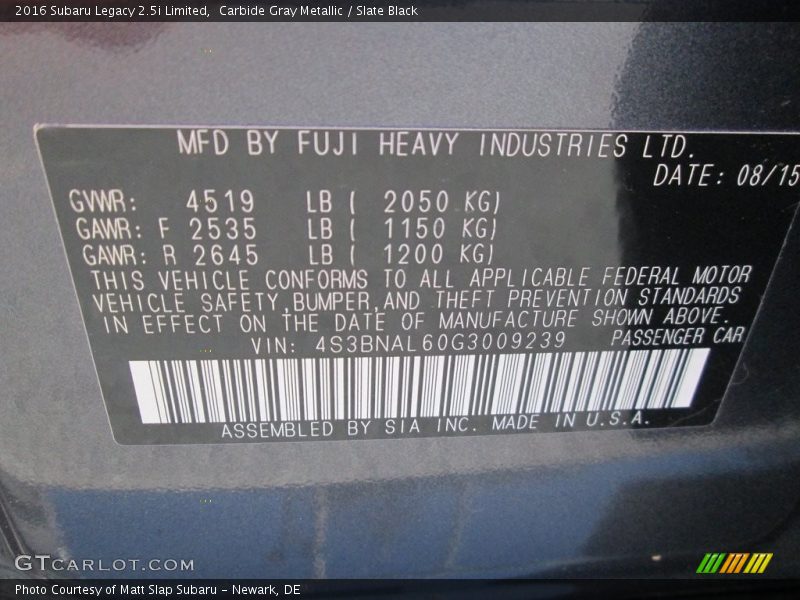 2016 Subaru Legacy 2.5i Limited,  Carbide Gray Metallic / Slate Black
MFD BY FUJI HEAVY INDUSTRIES LTD.
DATE: 08/15
GVWR: 4519 LB ( 2050 KG)
GAWR: F 2535 LB ( 1150 KG)
GAWR: R 2645 LB ( 1200 KG)
THIS VEHICLE CONFORMS TO ALL APPLICABLE FEDERAL MOTOR
VEHICLE SAFETY,BUMPER,AND THEFT PREVENTION STANDARDS
IN EFFECT ON THE DATE OF MANUFACTURE SHOWN ABOVE.
VIN: 4S3BNAL60G3009239 PASSENGER CAR
ASSEMBLED BY SIA INC. MADE IN U.S.A.
GTCARLOT.COM
Photo Courtesy of Matt Slap Subaru - Newark, DE